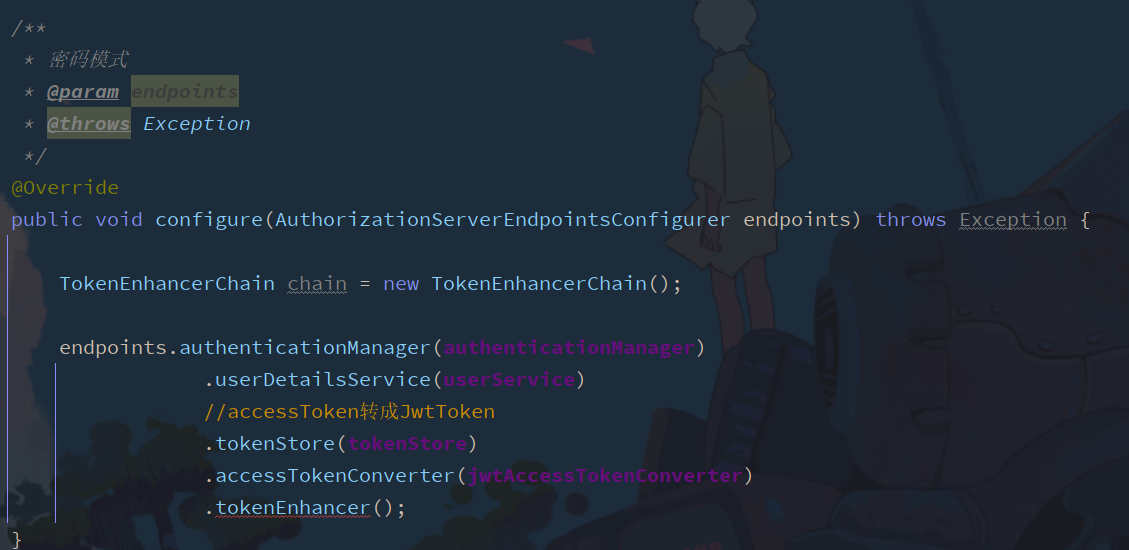 /**
* 密码模式
* @param endpoints
* @throws Exception
*/
@Override
public void configure(AuthorizationServerEndpointsConfigurer endpoints) throws Exception {
TokenEnhancerChain chain = new TokenEnhancerChain();
endpoints.authenticationManager(authenticationManager)
.userDetailsService(userService)
//accessToken转成JwtToken
.tokenStore(tokenStore)
.accessTokenConverter(jwtAccessTokenConverter)
.tokenEnhancer();
}